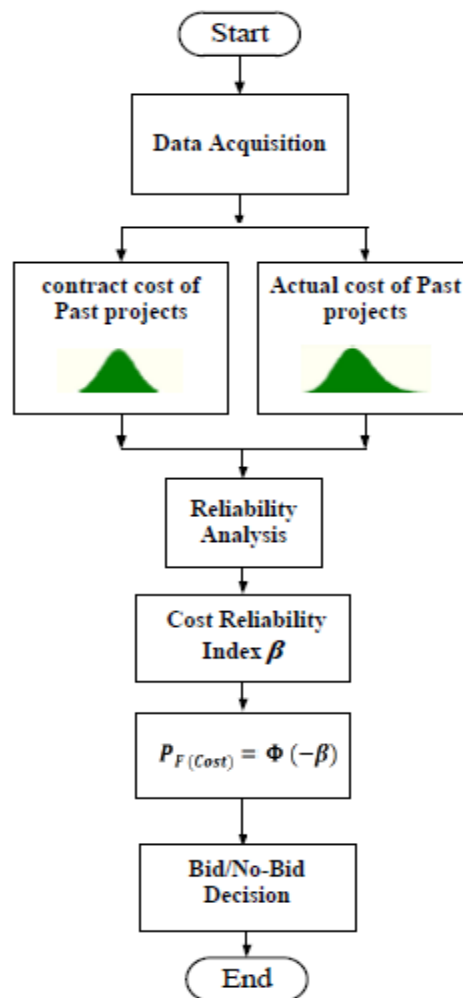 Start
Data Acquisition
contract cost of
Past projects
Actual cost of Past
projects
Reliability
Analysis
Cost Reliability
Index β
P_F (Cost) = Φ (−β)
Bid/No-Bid
Decision
End